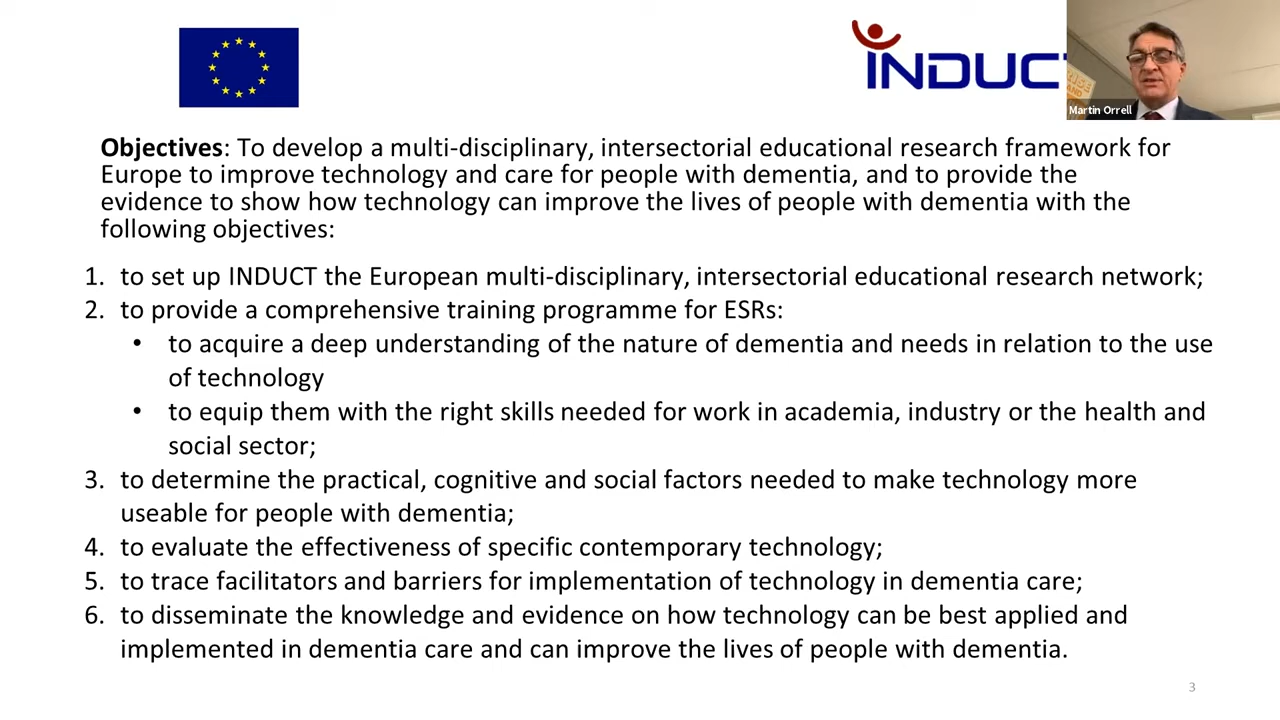 INDUC
Martin Orrell
Objectives: To develop a multi-disciplinary, intersectorial educational research framework for
Europe to improve technology and care for people with dementia, and to provide the
evidence to show how technology can improve the lives of people with dementia with the
following objectives:
1. to set up INDUCT the European multi-disciplinary, intersectorial educational research network;
2. to provide a comprehensive training programme for ESRs:
• to acquire a deep understanding of the nature of dementia and needs in relation to the use
of technology
• to equip them with the right skills needed for work in academia, industry or the health and
social sector;
3. to determine the practical, cognitive and social factors needed to make technology more
useable for people with dementia;
4. to evaluate the effectiveness of specific contemporary technology;
5. to trace facilitators and barriers for implementation of technology in dementia care;
6. to disseminate the knowledge and evidence on how technology can be best applied and
implemented in dementia care and can improve the lives of people with dementia.
3